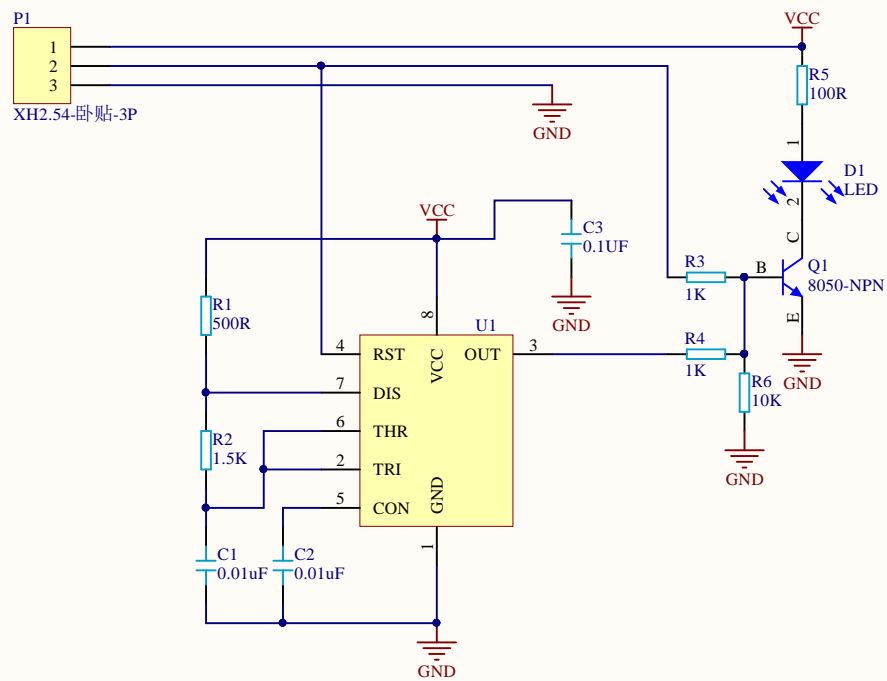 P1
1
2
3
XH2.54-卧贴-3P
GND
VCC
R5
100R
1
D1
LED
2
C
B
Q1
8050-NPN
E
GND
VCC
C3
0.1UF
GND
R3
1K
R4
1K
R6
10K
GND
R1
500R
R2
1.5K
C1
0.01uF
C2
0.01uF
U1
8
VCC
4
RST
OUT
3
7
DIS
6
THR
2
TRI
5
CON
GND
1
GND